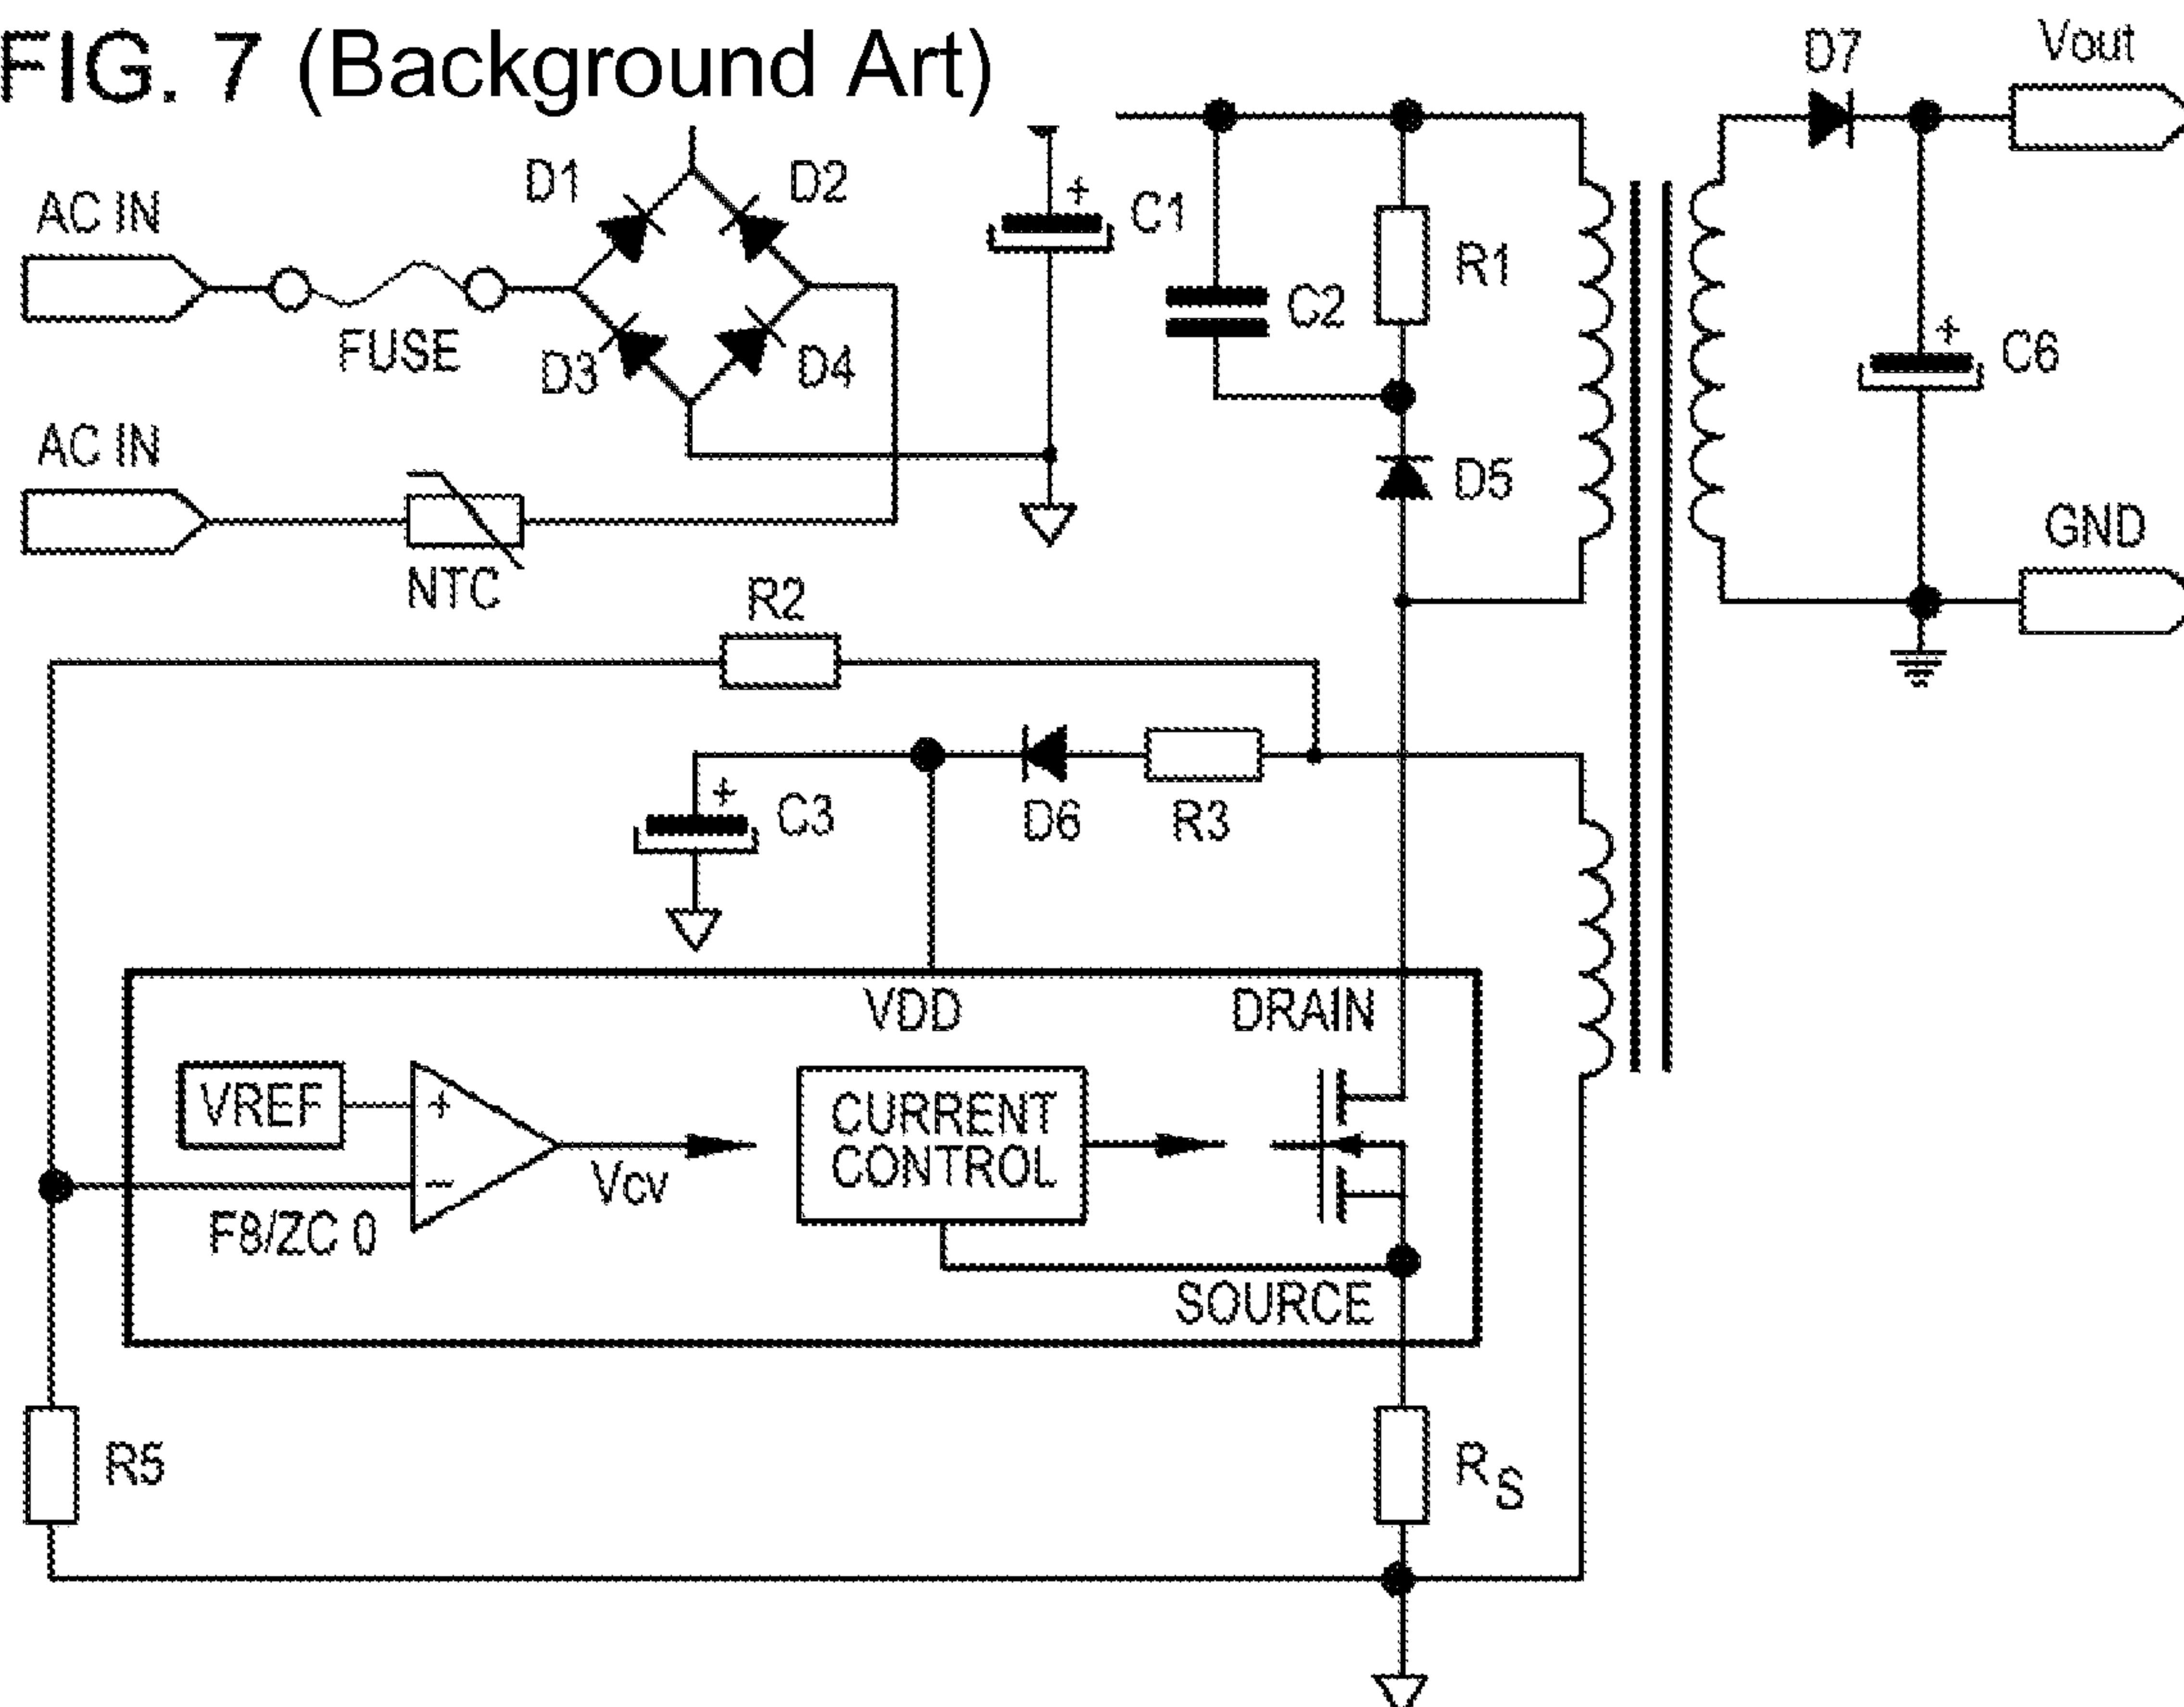 FIG. 7 (Background Art)
D7
Vout
D1
D2
AC IN
C1
R1
C2
FUSE
D3
D4
C6
AC IN
D5
GND
NTC
R2
C3
D6
R3
VDD
DRAIN
VREF
+
CURRENT
CONTROL
Vcv
−
F8/ZC 0
SOURCE
R5
RS